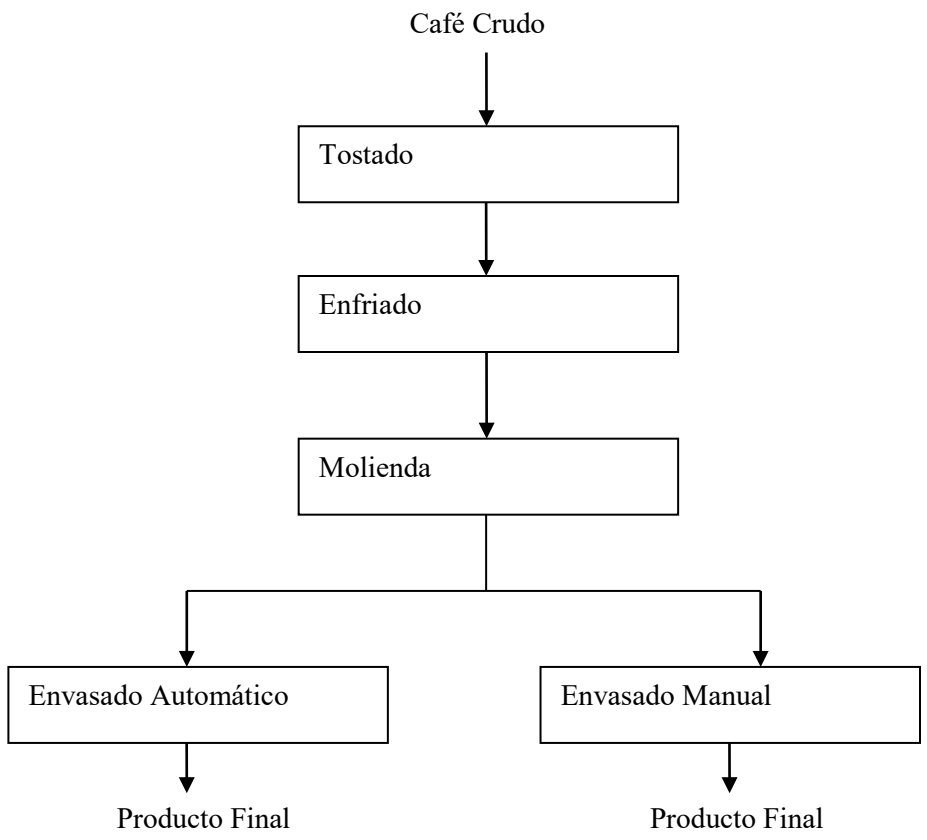 Café Crudo
Tostado
Enfriado
Molienda
Envasado Automático
Envasado Manual
Producto Final
Producto Final